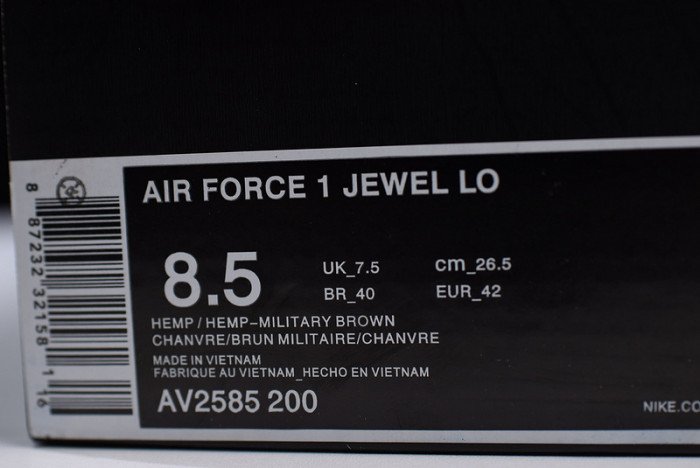 AIR FORCE 1 JEWEL LO
8.5
UK_7.5
cm_26.5
BR_40
EUR_42
HEMP/HEMP-MILITARY BROWN
CHANVRE/BRUN MILITAIRE/CHANVRE
MADE IN VIETNAM
FABRIQUE AU VIETNAM_HECHO EN VIETNAM
AV2585 200
NIKE.CO
8 87232 32158 1 16